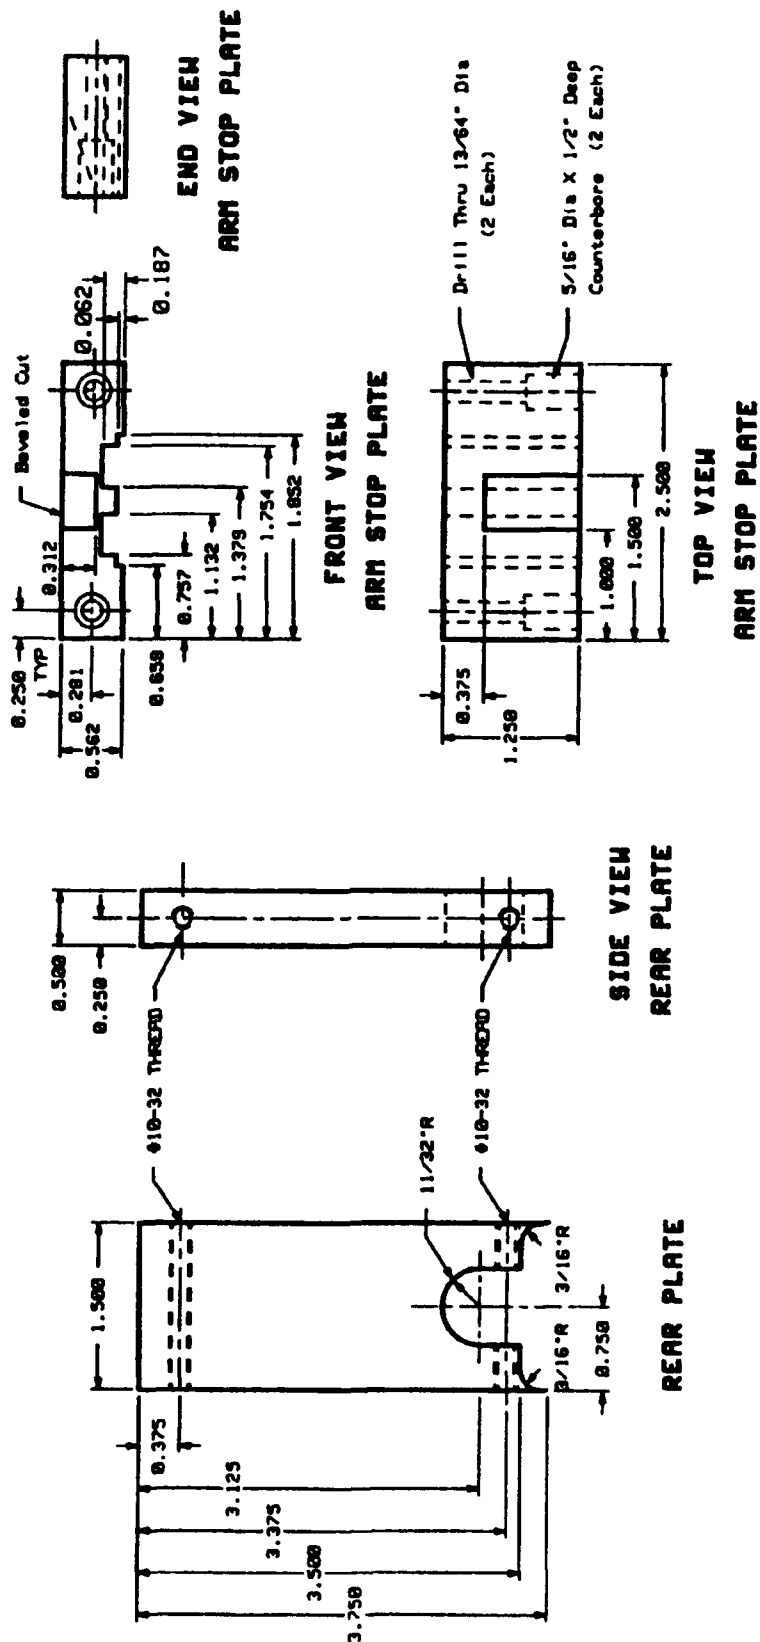 0.375
3.125
3.375
3.500
3.750
1.500
11/32"R
3/16"R
3/16"R
0.750
REAR PLATE
#10-32 THREAD
#10-32 THREAD
0.500
0.250
SIDE VIEW
REAR PLATE
0.250
TYP
0.281
0.562
0.312
Beveled Cut
0.062
0.187
0.658
0.757
1.132
1.379
1.754
1.852
FRONT VIEW
ARM STOP PLATE
END VIEW
ARM STOP PLATE
0.375
1.250
1.000
1.500
2.500
Drill Thru 13/64" Dia
(2 Each)
5/16" Dia X 1/2" Deep
Counterbore (2 Each)
TOP VIEW
ARM STOP PLATE